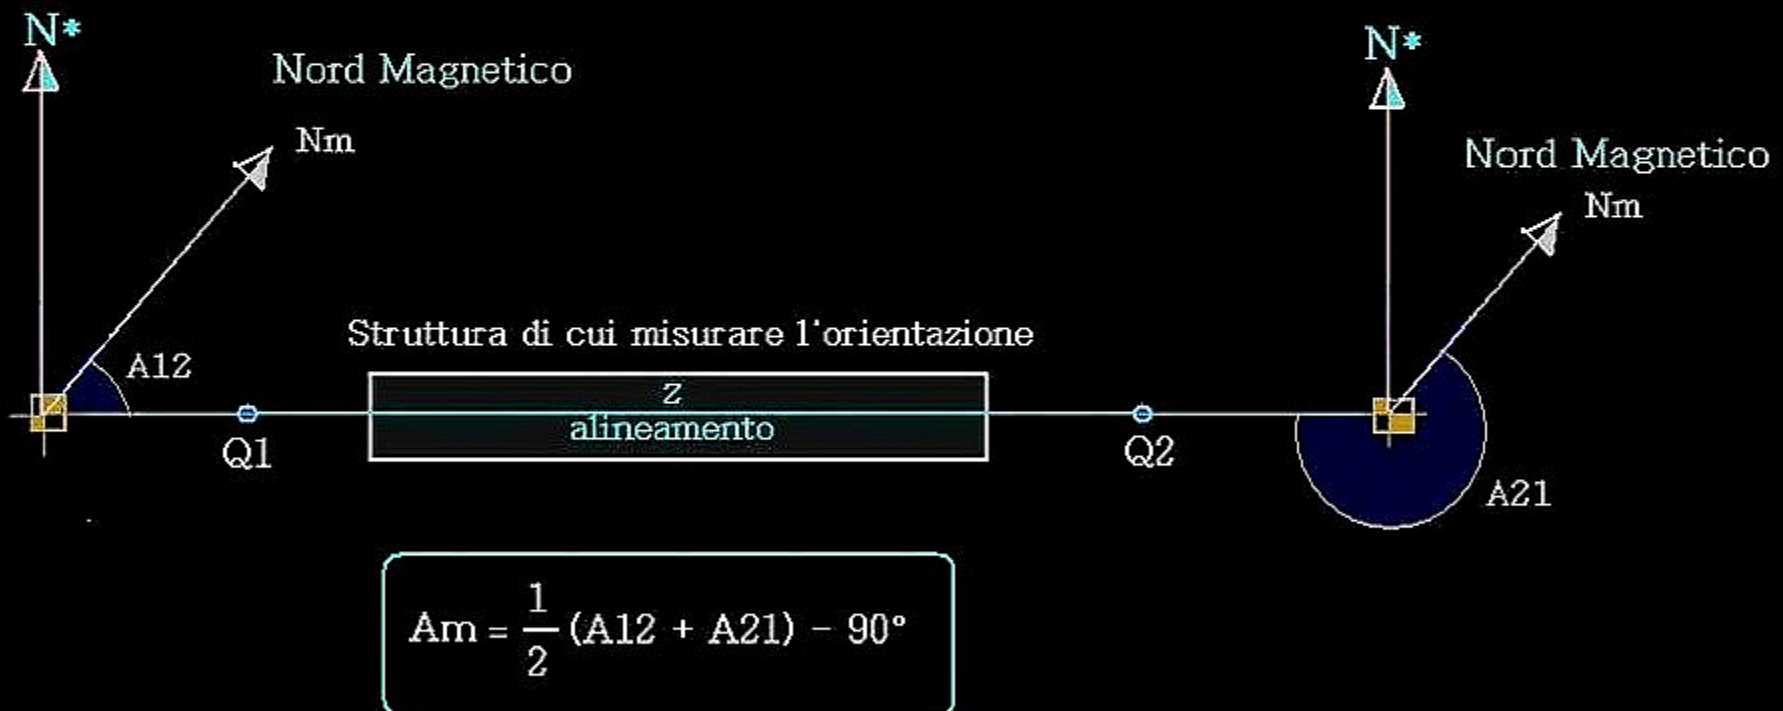 N*
Nord Magnetico
Nm
A12
Q1
Struttura di cui misurare l'orientazione
Z
alineamento
Q2
N*
Nord Magnetico
Nm
A21
Am = 1/2 (A12 + A21) - 90°